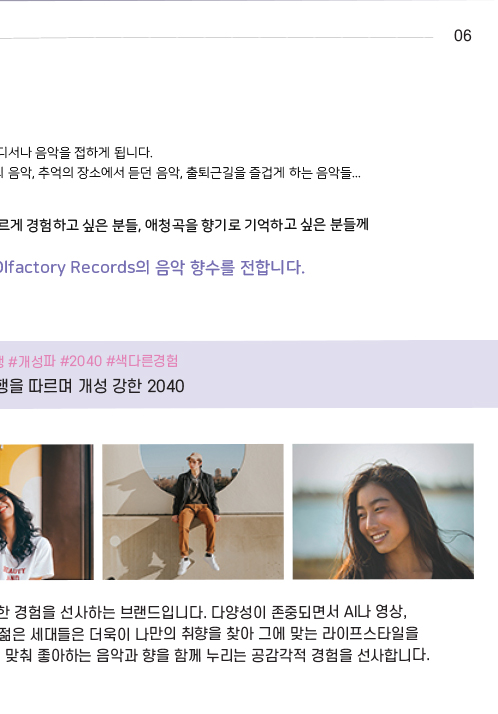 06
디서나 음악을 접하게 됩니다.
음악, 추억의 장소에서 듣던 음악, 출퇴근길을 즐겁게 하는 음악들...
르게 경험하고 싶은 분들, 애청곡을 향기로 기억하고 싶은 분들께
Olfactory Records의 음악 향수를 전합니다.
#개성파 #2040 #색다른경험
행을 따르며 개성 강한 2040
BEAUTY
AND
한 경험을 선사하는 브랜드입니다. 다양성이 존중되면서 AI나 영상,
젊은 세대들은 더욱이 나만의 취향을 찾아 그에 맞는 라이프스타일을
맞춰 좋아하는 음악과 향을 함께 누리는 공감각적 경험을 선사합니다.